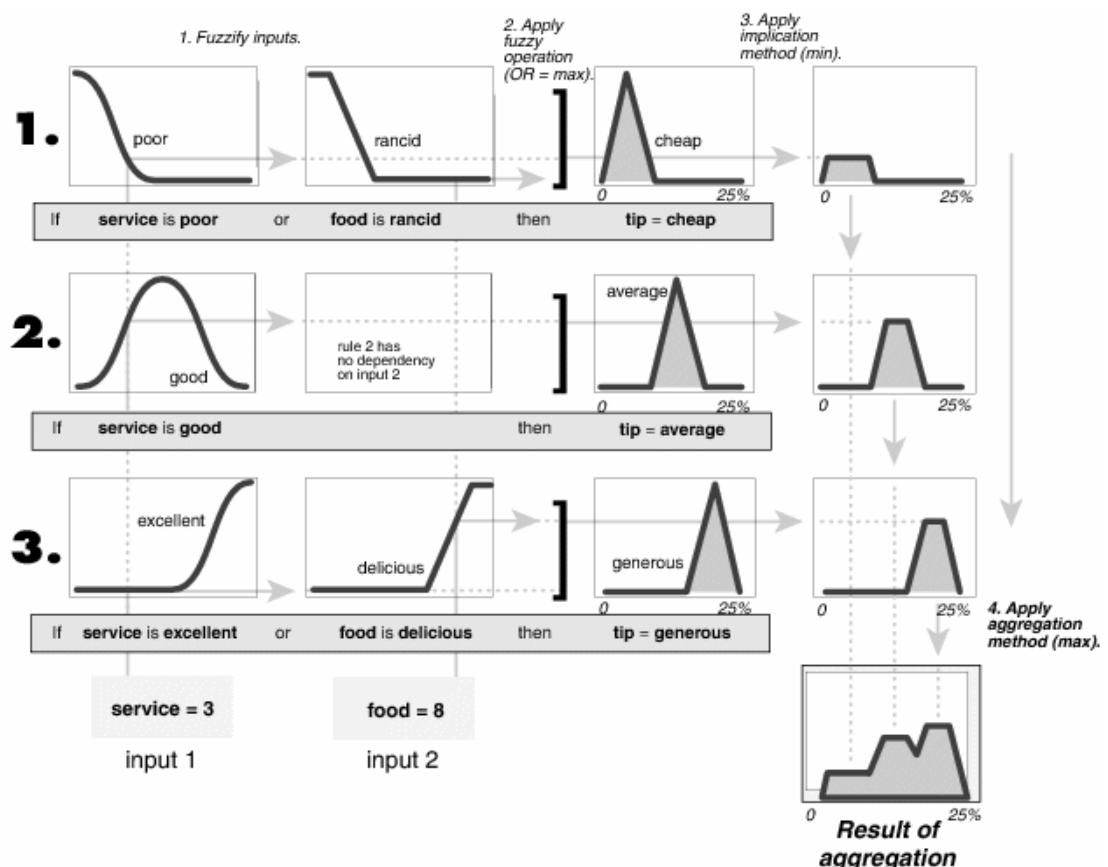 1. Fuzzify inputs.
2. Apply
fuzzy
operation
(OR = max).
3. Apply
implication
method (min).
1.
poor
rancid
cheap
0 25%
0 25%
If service is poor or food is rancid then tip = cheap
2.
good
rule 2 has
no dependency
on input 2
average
0 25%
0 25%
If service is good then tip = average
3.
excellent
delicious
generous
0 25%
0 25%
If service is excellent or food is delicious then tip = generous
4. Apply
aggregation
method (max).
service = 3
food = 8
input 1
input 2
0 25%
Result of
aggregation